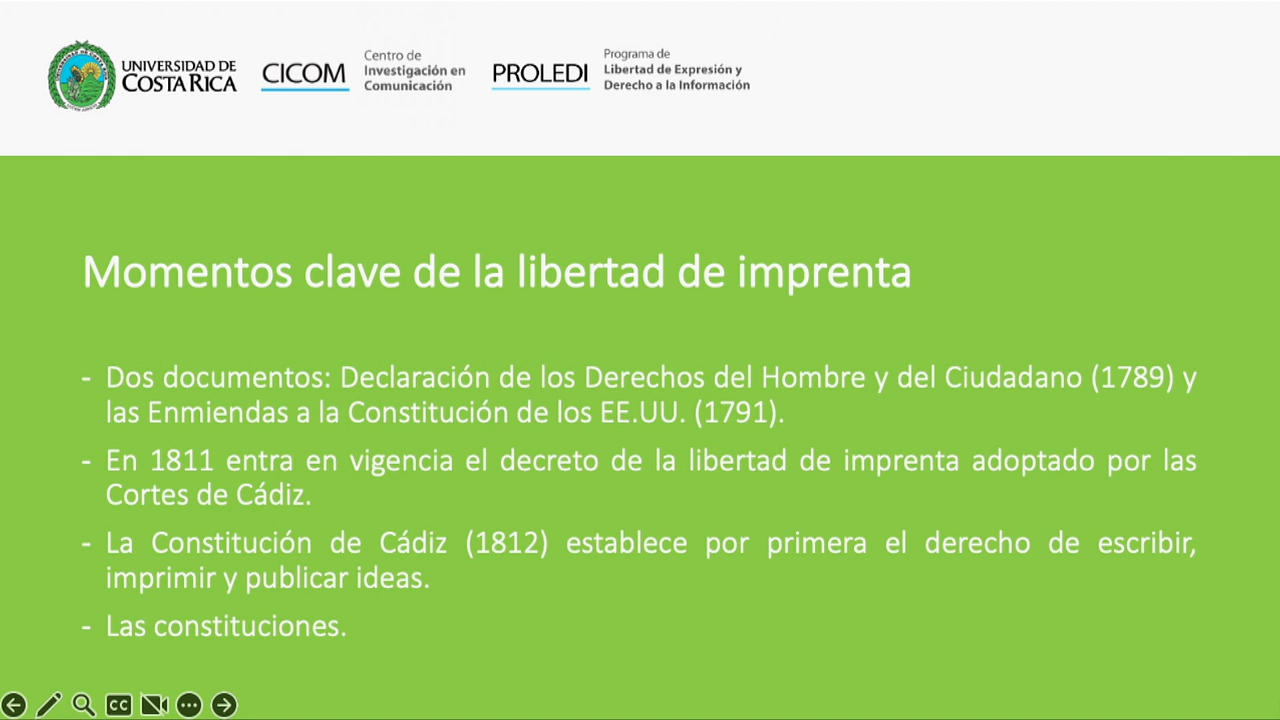 UNIVERSIDAD DE
COSTA RICA
CICOM
Centro de
Investigación en
Comunicación
PROLEDI
Programa de
Libertad de Expresión y
Derecho a la Información
Momentos clave de la libertad de imprenta
- Dos documentos: Declaración de los Derechos del Hombre y del Ciudadano (1789) y
las Enmiendas a la Constitución de los EE.UU. (1791).
- En 1811 entra en vigencia el decreto de la libertad de imprenta adoptado por las
Cortes de Cádiz.
- La Constitución de Cádiz (1812) establece por primera el derecho de escribir,
imprimir y publicar ideas.
- Las constituciones.
CC